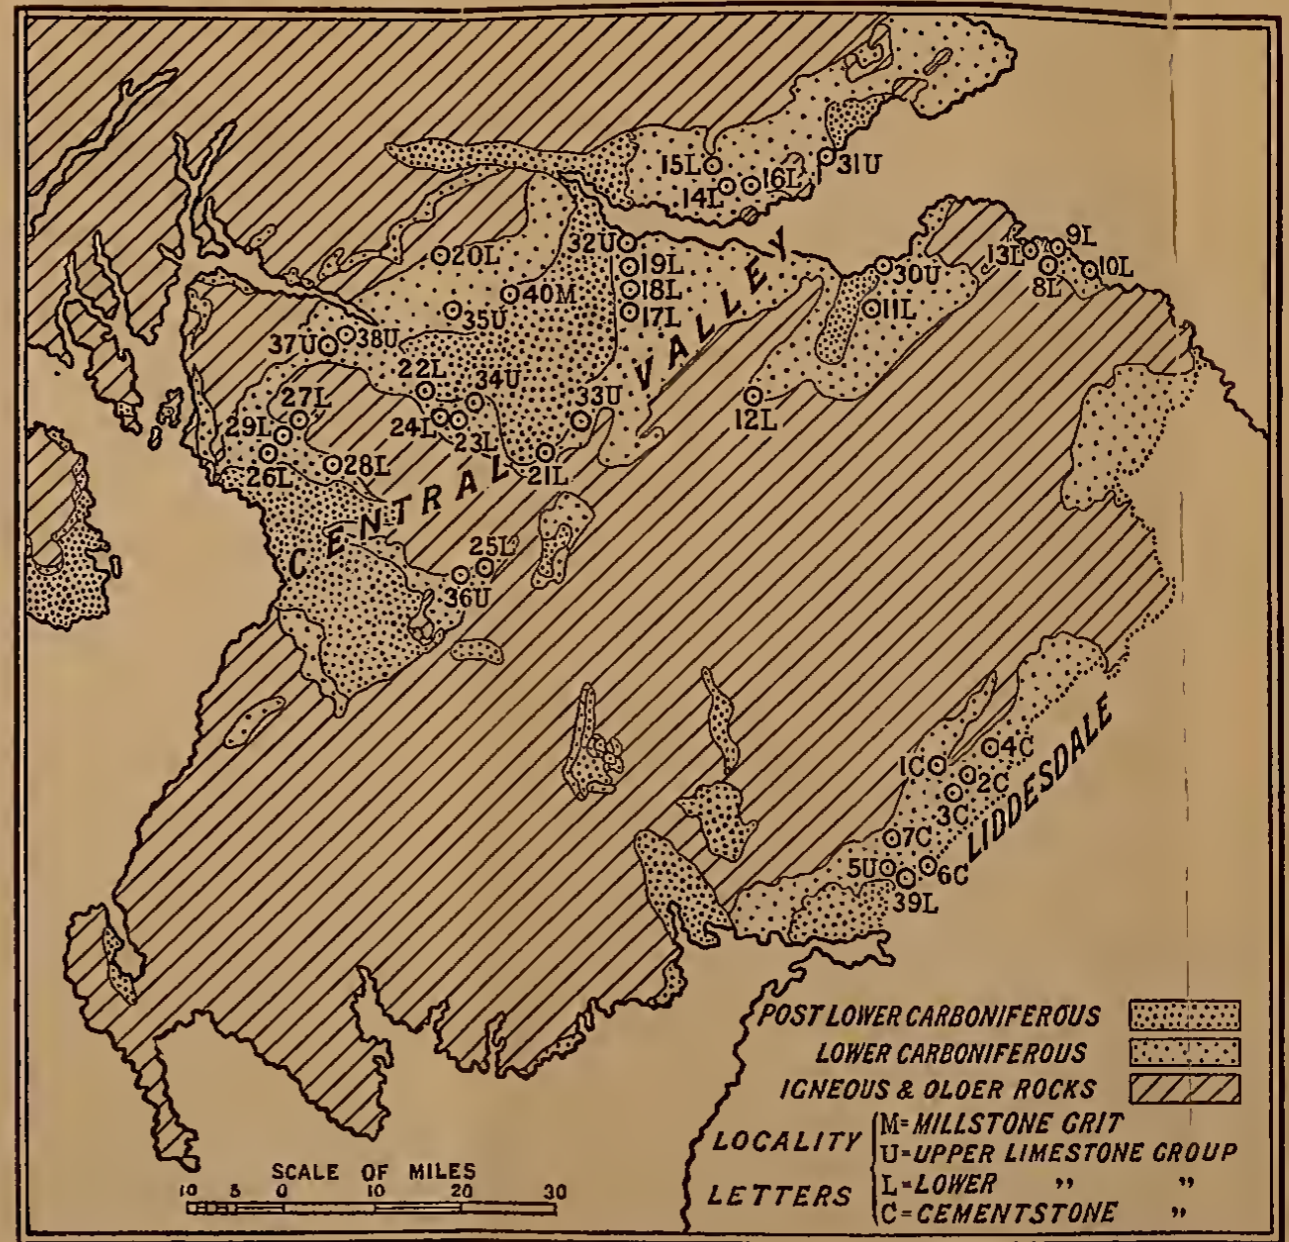 15L
31U
14L
16L
32U
9L
13L
20L
19L
30U
10L
8L
40M
18L
35U
17L
11L
38U
37U
22L
34U
27L
33U
12L
29L
24L
23L
26L
28L
21L
CENTRAL VALLEY
25L
36U
4C
1C
2C
3C
LIDDESDALE
7C
5U
6C
39L
POST LOWER CARBONIFEROUS
LOWER CARBONIFEROUS
IGNEOUS & OLDER ROCKS
LOCALITY LETTERS
M=MILLSTONE GRIT
U=UPPER LIMESTONE GROUP
L=LOWER " "
C=CEMENTSTONE "
SCALE OF MILES
10 5 0 10 20 30